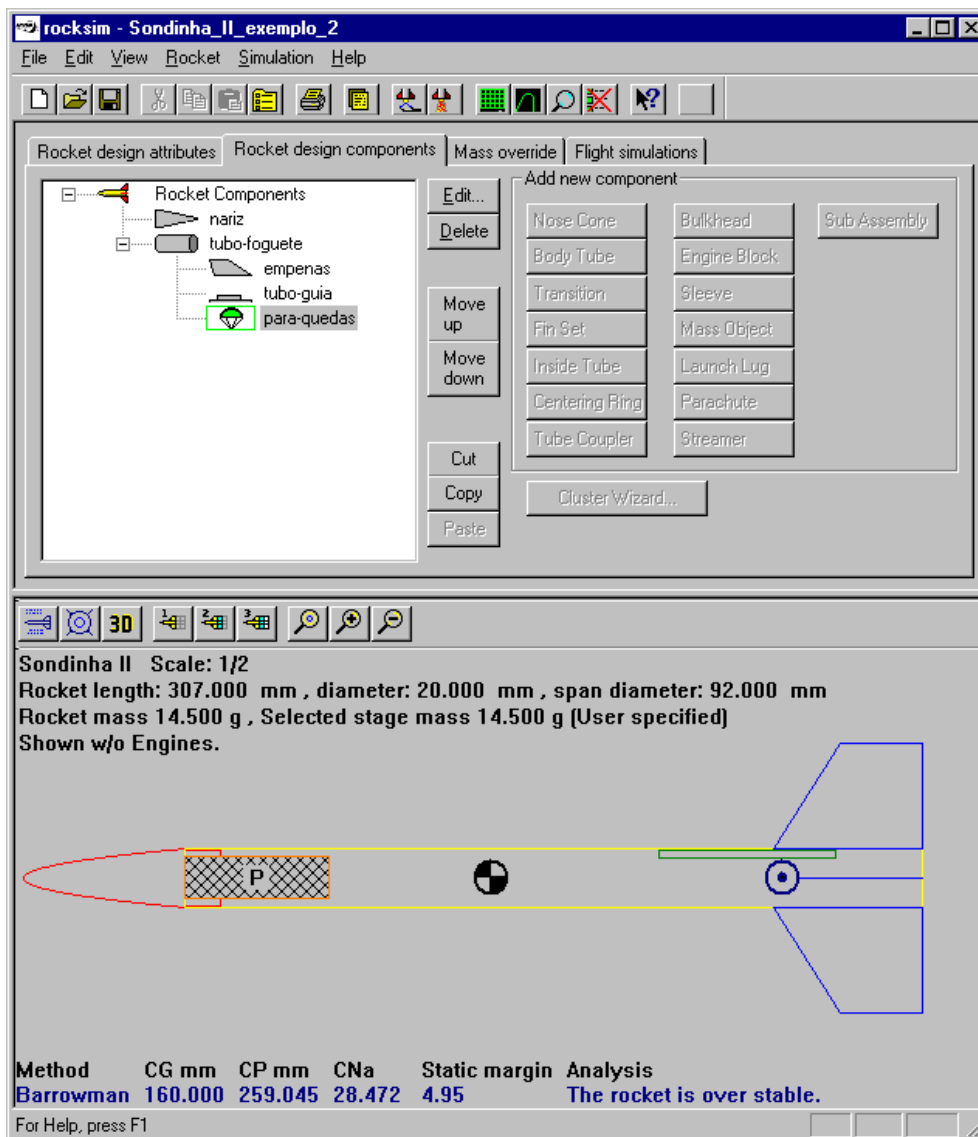 rocksim - Sondinha_II_exemplo_2
File Edit View Rocket Simulation Help
Rocket design attributes Rocket design components Mass override Flight simulations
Rocket Components
nariz
tubo-foguete
empenas
tubo-guia
para-quedas
Edit...
Delete
Move up
Move down
Cut
Copy
Paste
Add new component
Nose Cone Bulkhead Sub Assembly
Body Tube Engine Block
Transition Sleeve
Fin Set Mass Object
Inside Tube Launch Lug
Centering Ring Parachute
Tube Coupler Streamer
Cluster Wizard...
3D 1 2 3
Sondinha II Scale: 1/2
Rocket length: 307.000 mm , diameter: 20.000 mm , span diameter: 92.000 mm
Rocket mass 14.500 g , Selected stage mass 14.500 g (User specified)
Shown w/o Engines.
P
Method CG mm CP mm CNa Static margin Analysis
Barrowman 160.000 259.045 28.472 4.95 The rocket is over stable.
For Help, press F1